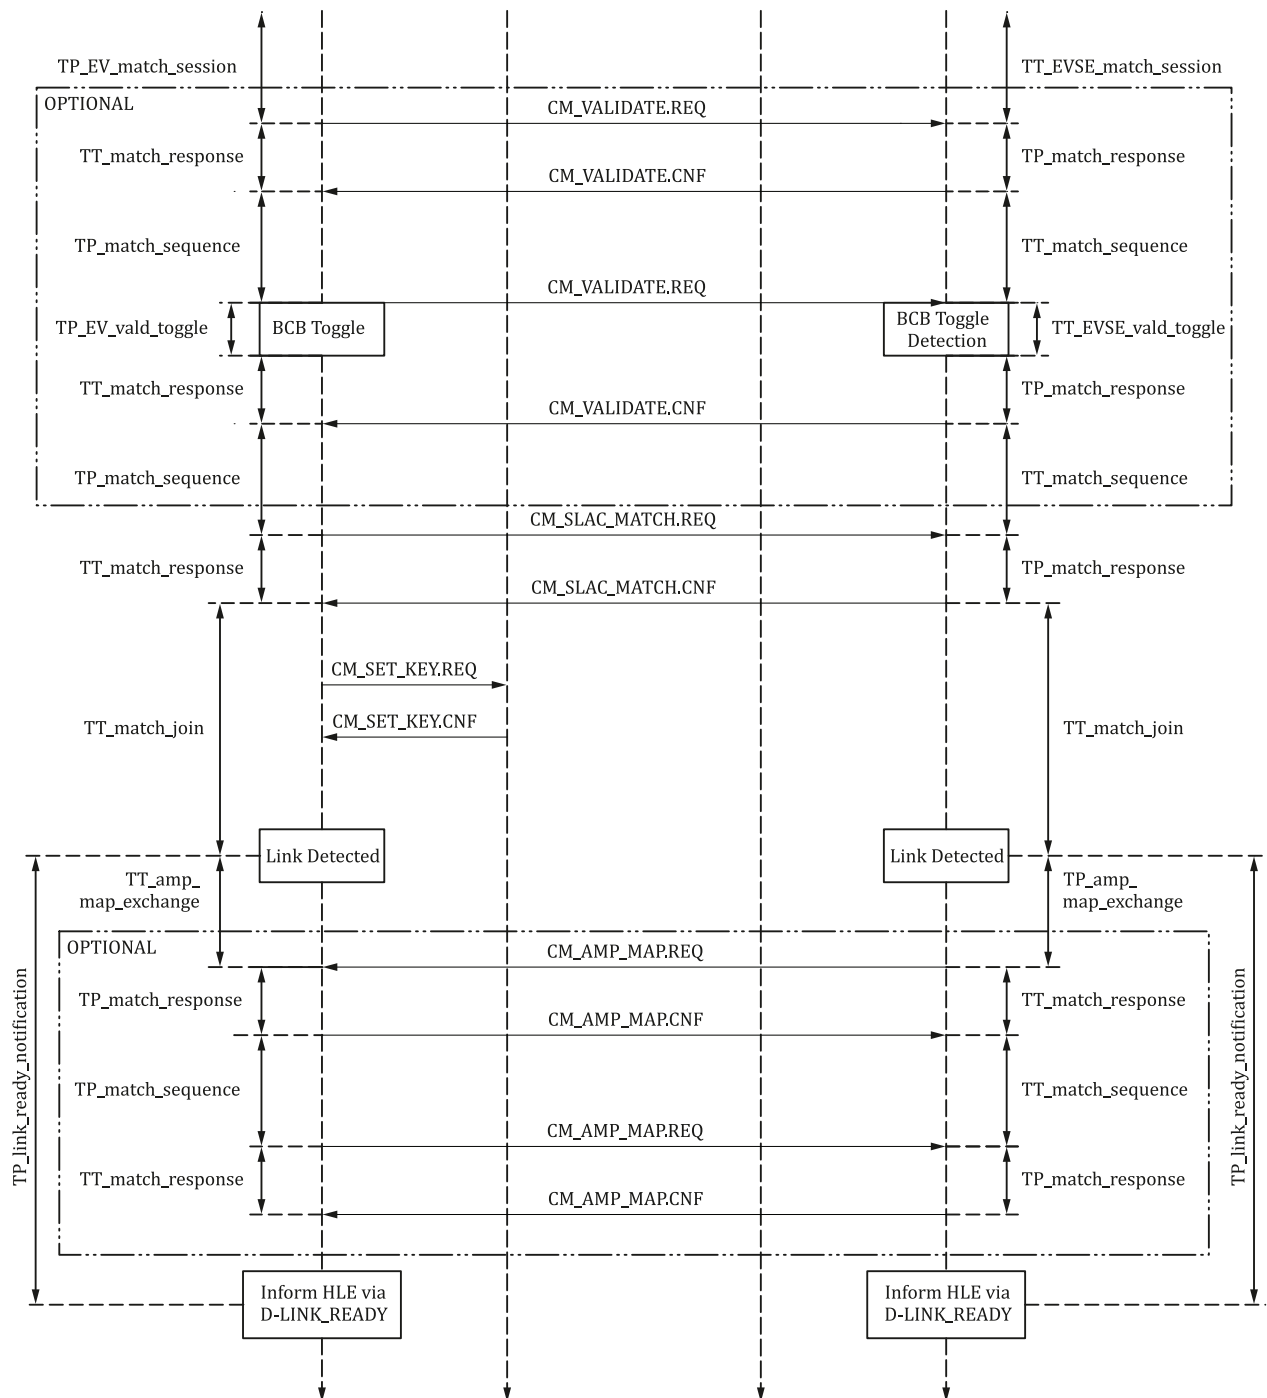 TP_EV_match_session
TT_EVSE_match_session
OPTIONAL
CM_VALIDATE.REQ
TT_match_response
TP_match_response
CM_VALIDATE.CNF
TP_match_sequence
TT_match_sequence
CM_VALIDATE.REQ
TP_EV_vald_toggle
BCB Toggle
BCB Toggle
Detection
TT_EVSE_vald_toggle
TT_match_response
TP_match_response
CM_VALIDATE.CNF
TP_match_sequence
TT_match_sequence
CM_SLAC_MATCH.REQ
TT_match_response
TP_match_response
CM_SLAC_MATCH.CNF
CM_SET_KEY.REQ
CM_SET_KEY.CNF
TT_match_join
TT_match_join
Link Detected
Link Detected
TT_amp_
map_exchange
TP_amp_
map_exchange
OPTIONAL
CM_AMP_MAP.REQ
TP_match_response
TT_match_response
CM_AMP_MAP.CNF
TP_link_ready_notification
TP_link_ready_notification
TP_match_sequence
TT_match_sequence
CM_AMP_MAP.REQ
TT_match_response
TP_match_response
CM_AMP_MAP.CNF
Inform HLE via
D-LINK_READY
Inform HLE via
D-LINK_READY